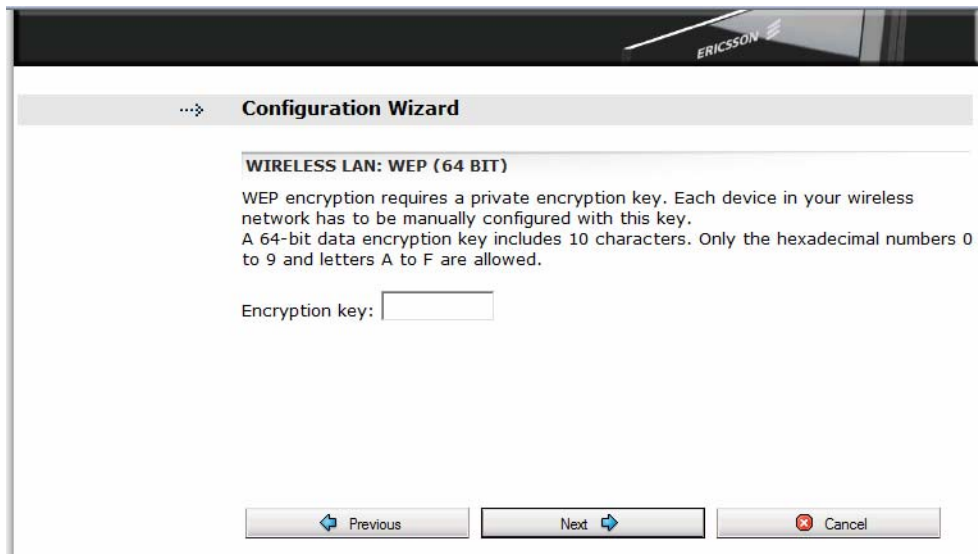 ERICSSON
Configuration Wizard
WIRELESS LAN: WEP (64 BIT)
WEP encryption requires a private encryption key. Each device in your wireless
network has to be manually configured with this key.
A 64-bit data encryption key includes 10 characters. Only the hexadecimal numbers 0
to 9 and letters A to F are allowed.
Encryption key:
Previous Next Cancel